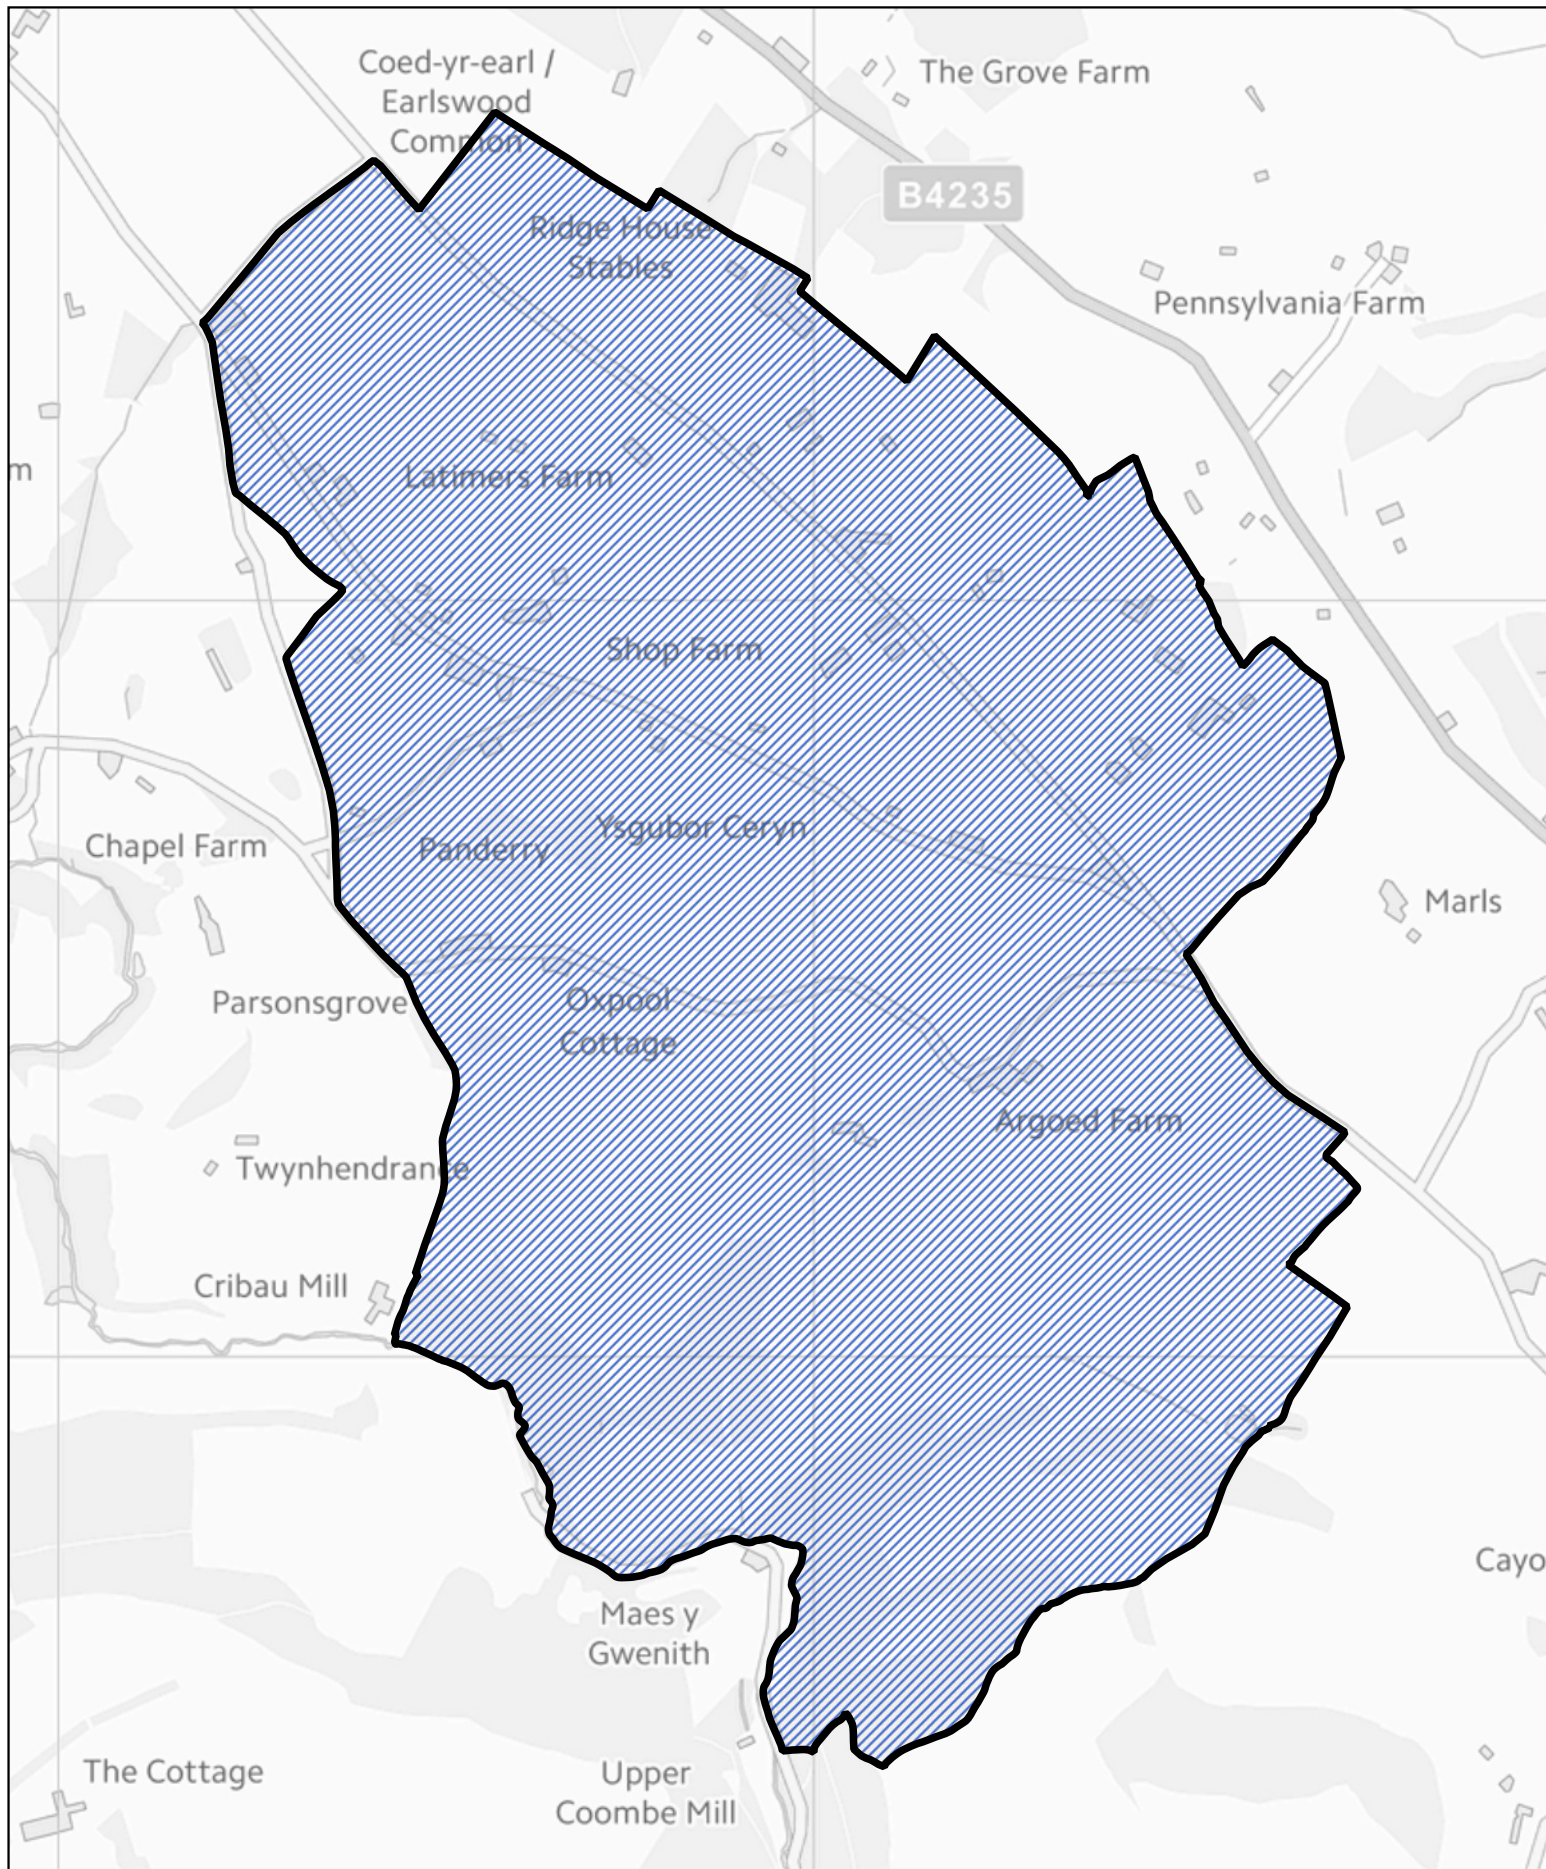 Coed-yr-earl /
Earlswood
Common
The Grove Farm
B4235
Ridge House
Stables
Pennsylvania Farm
m
Latimers Farm
Shop Farm
Ysgubor Ceryn
Chapel Farm
Panderry
Marls
Parsonsgrove
Oxpool
Cottage
Argoed Farm
Twynhendrance
Cribau Mill
Cayo
Maes y
Gwenith
The Cottage
Upper
Coombe Mill